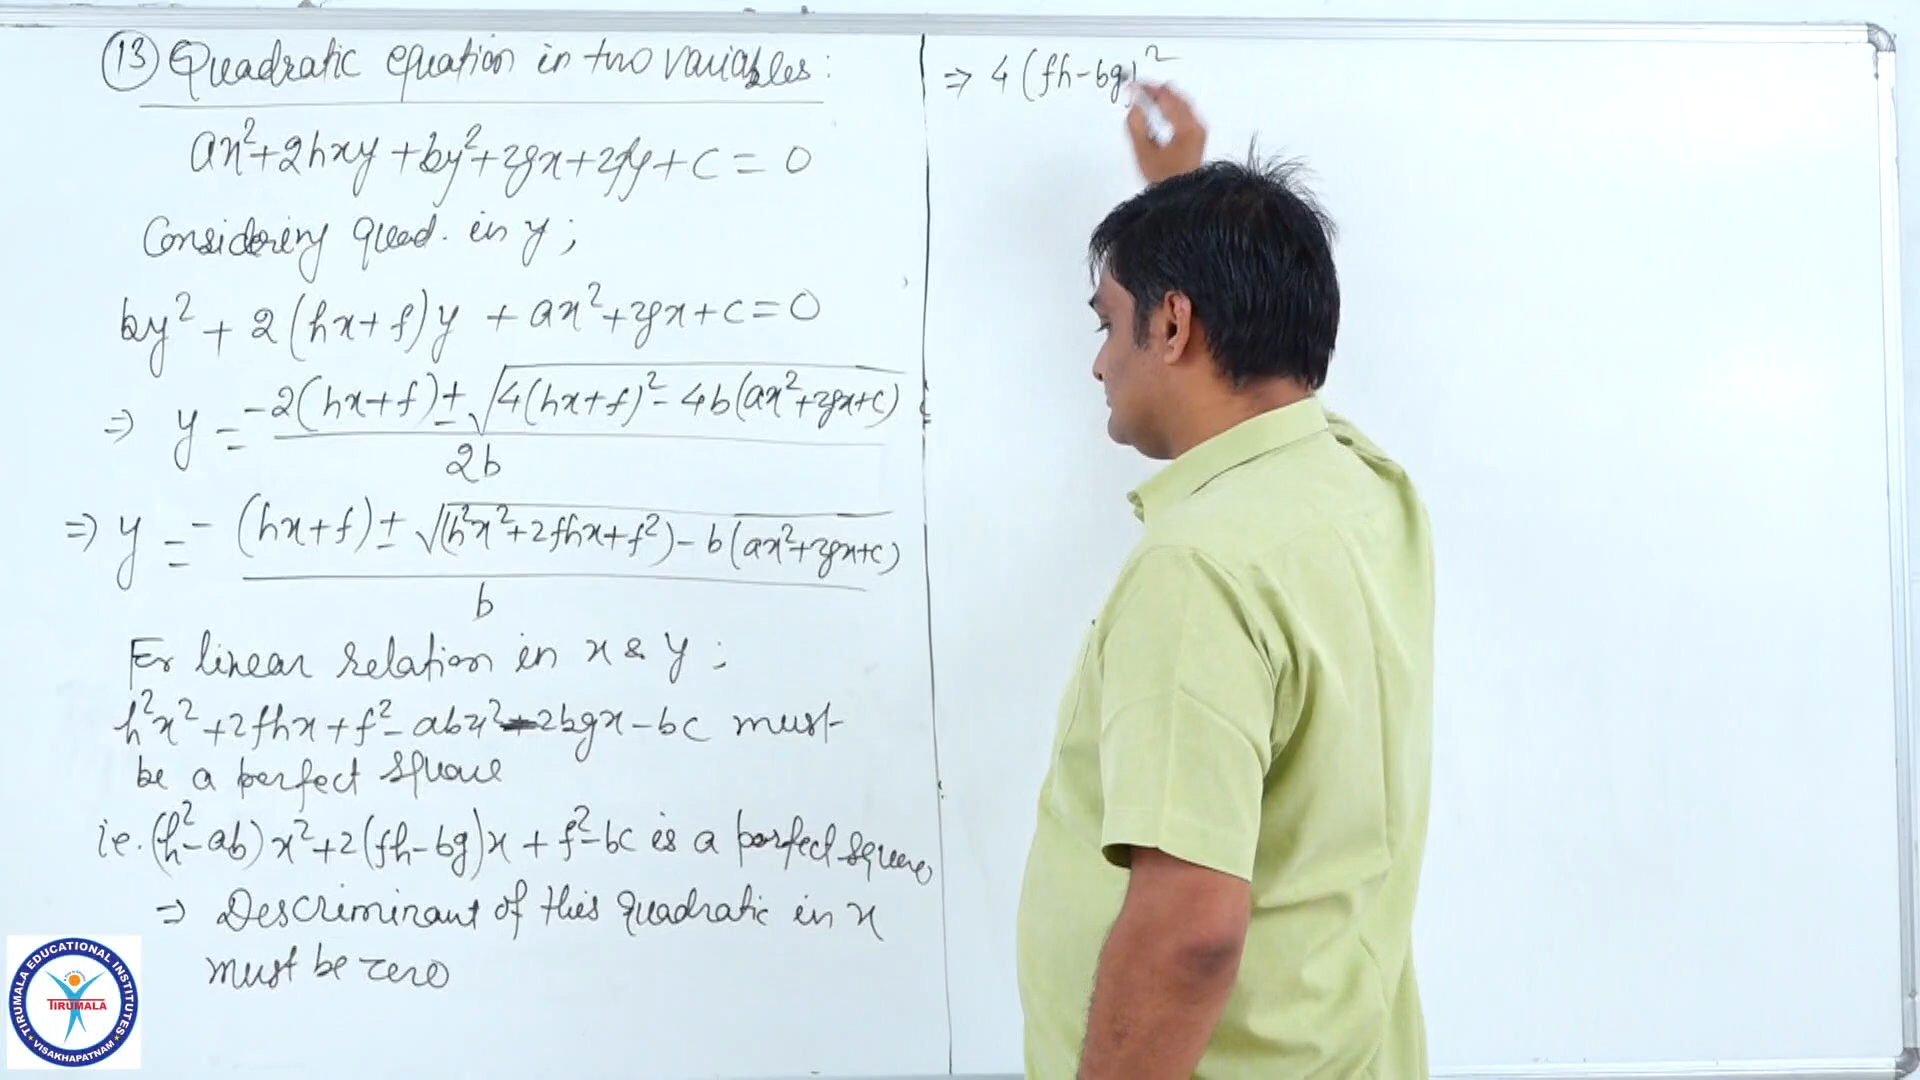 (13) Quadratic equation in two variables:
ax²+2hxy+by²+2gx+2fy+c=0
Considering quad. in y;
by²+2(hx+f)y+ax²+2gx+c=0
⇒ y = -2(hx+f)±√4(hx+f)²-4b(ax²+2gx+c)
2b
⇒ y = -(hx+f)±√(h²x²+2fhx+f²)-b(ax²+2gx+c)
b
For linear relation in x & y;
h²x²+2fhx+f²-abx²-2bgx-bc must
be a perfect square
ie. (h²-ab)x²+2(fh-bg)x+f²-bc is a perfect square
⇒ Descriminant of this quadratic in x
must be zero
⇒ 4(fh-bg)²
TIRUMALA EDUCATIONAL INSTITUTES
TIRUMALA
VISAKHAPATNAM